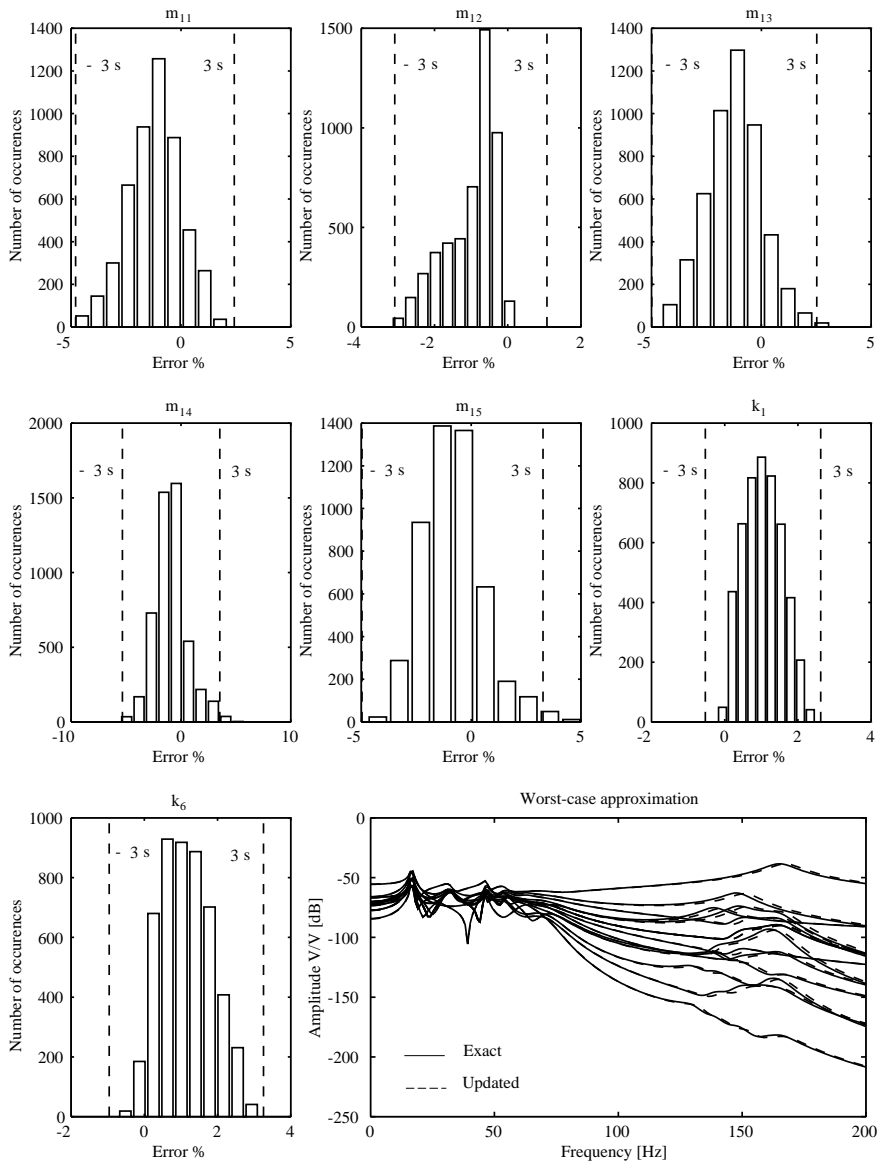 m11
1400
1200
1000
800
600
400
200
0
Number of occurences
- 3 s
3 s
-5
0
5
Error %
m12
1500
1000
500
0
Number of occurences
- 3 s
3 s
-4
-2
0
2
Error %
m13
1400
1200
1000
800
600
400
200
0
Number of occurences
- 3 s
3 s
-5
0
5
Error %
m14
2000
1500
1000
500
0
Number of occurences
- 3 s
3 s
-10
0
10
Error %
m15
1400
1200
1000
800
600
400
200
0
Number of occurences
- 3 s
3 s
-5
0
5
Error %
k1
1000
800
600
400
200
0
Number of occurences
- 3 s
3 s
-2
0
2
4
Error %
k6
1000
800
600
400
200
0
Number of occurences
- 3 s
3 s
-2
0
2
4
Error %
Worst-case approximation
0
-50
-100
-150
-200
-250
Amplitude V/V [dB]
Exact
Updated
0
50
100
150
200
Frequency [Hz]